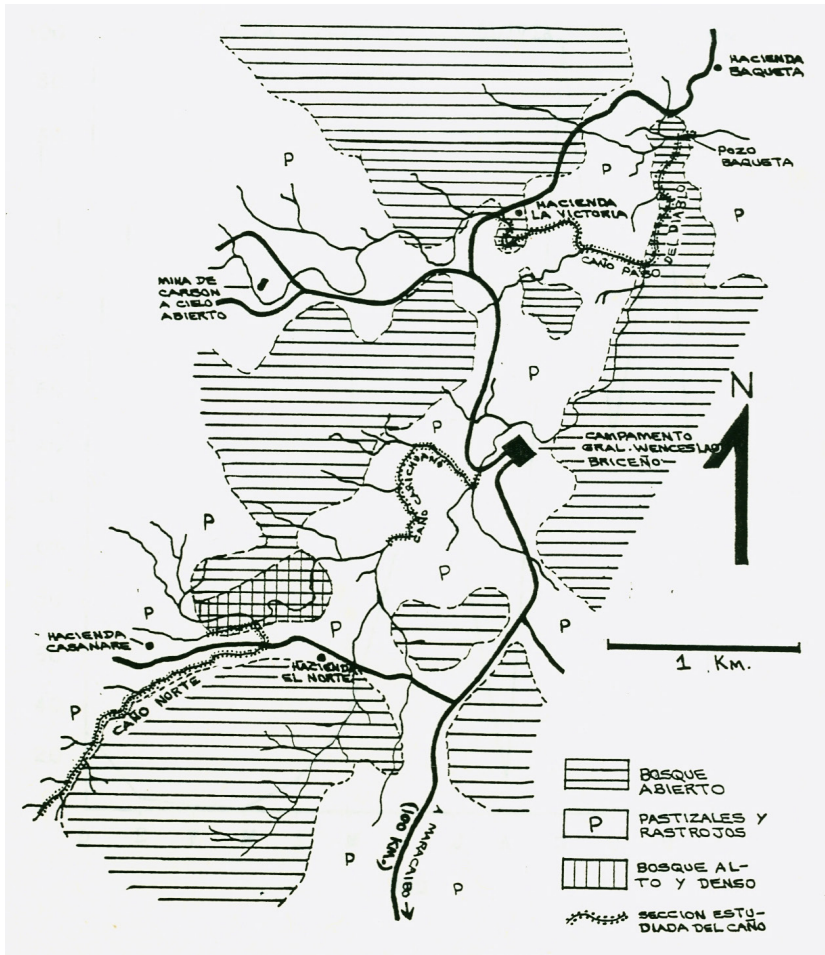 HACIENDA
BAQUETA
POZO
BAQUETA
P
P
P
HACIENDA
LA VICTORIA
CAÑO PASO DEL DIABLO
MINA DE
CARBON
A CIELO
ABIERTO
P
N
P
CAMPAMENTO
GRAL. WENCESLAO
BRICEÑO
CAÑO CARICHUANO
P
P
P
P
P
HACIENDA
CASANARE
HAZIENDA
EL NORTE
1 KM.
CAÑO NORTE
P
A MARACAIBO
(100 KM.)
P
P
BOSQUE
ABIERTO
P
PASTIZALES Y
RASTROJOS
BOSQUE AL-
TO Y DENSO
SECCION ESTU-
DIADA DEL CAÑO